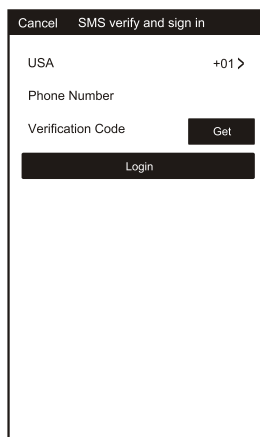 Cancel SMS verify and sign in
USA +01 >
Phone Number
Verification Code Get
Login